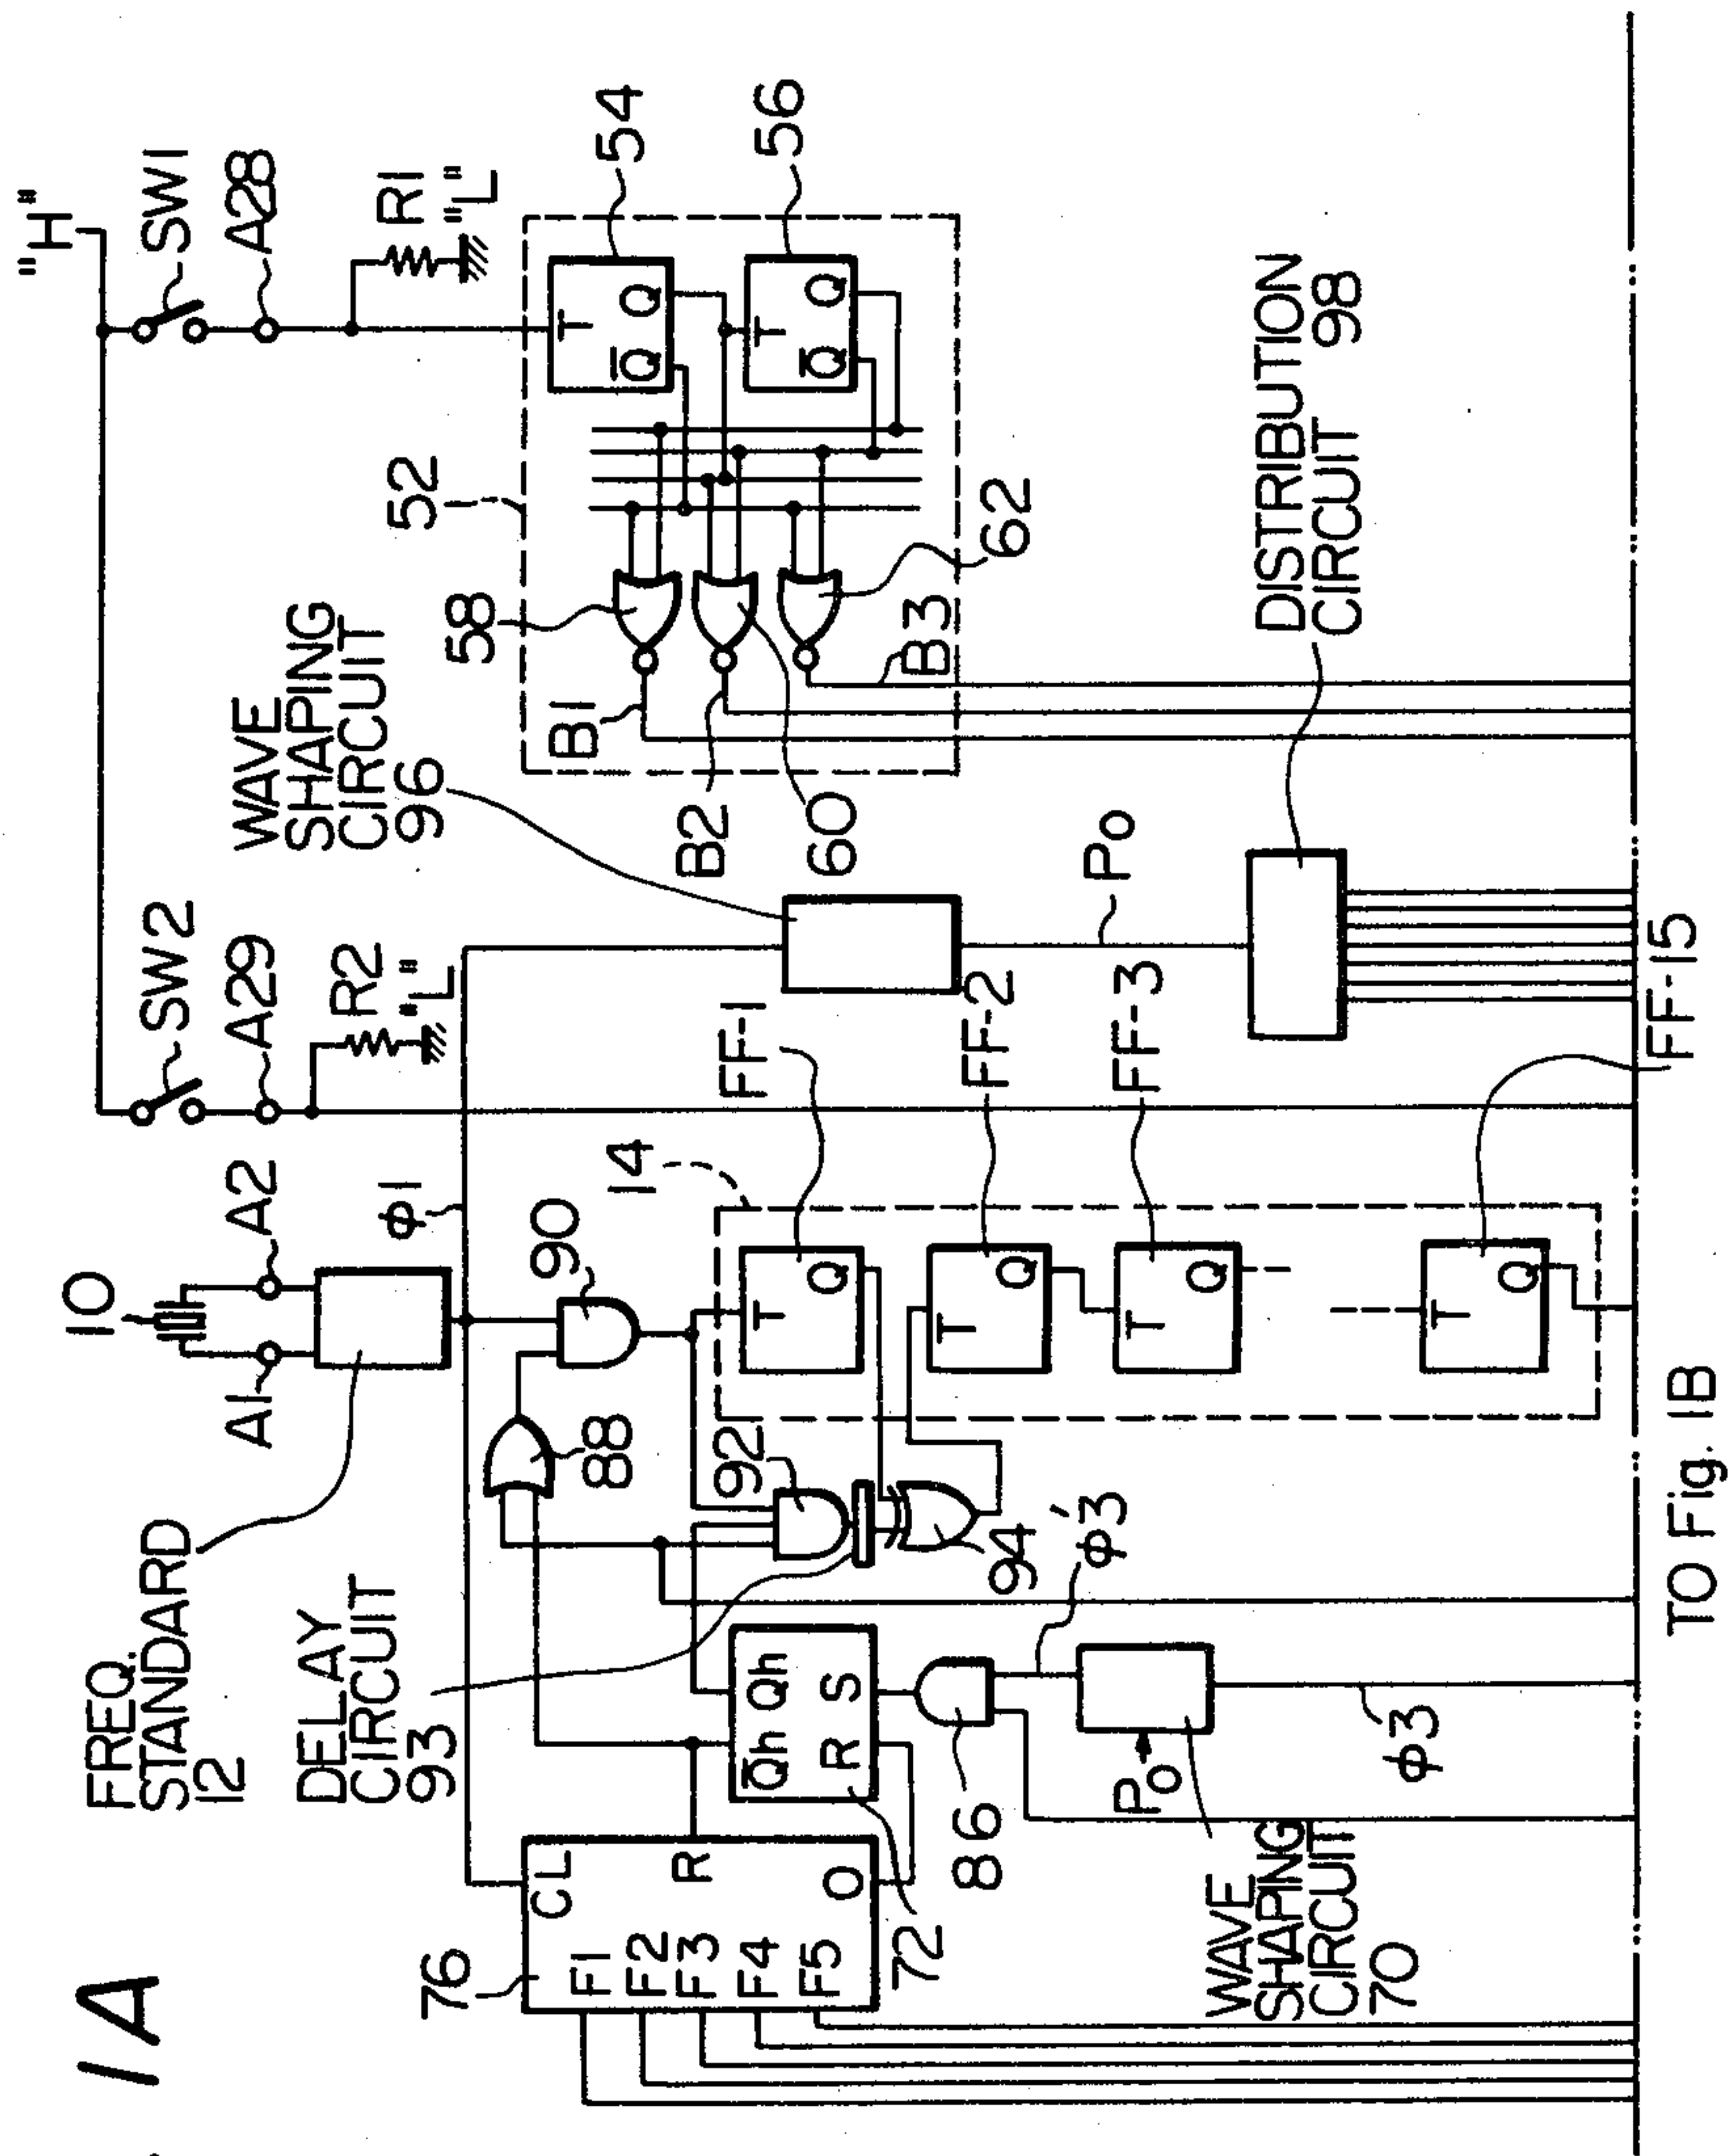 1A
"H"
SW1
A28
R1
"L"
SW2
A29
R2
"L"
10
A1
A2
FREQ.
STANDARD
12
φ1
WAVE
SHAPING
CIRCUIT
96
52
54
T
Q̅
Q
56
T
Q̅
Q
58
60
62
B1
B2
B3
DELAY
CIRCUIT
93
88
90
92
94
14
FF-1
T
Q
FF-2
T
Q
FF-3
T
Q
FF-15
T
Q
P0
DISTRIBUTION
CIRCUIT 98
76
CL
F1
F2
F3
F4
F5
R
O
Q̅h
Qh
R
S
72
86
φ3'
P0
φ3
WAVE
SHAPING
CIRCUIT
70
TO Fig. 1B